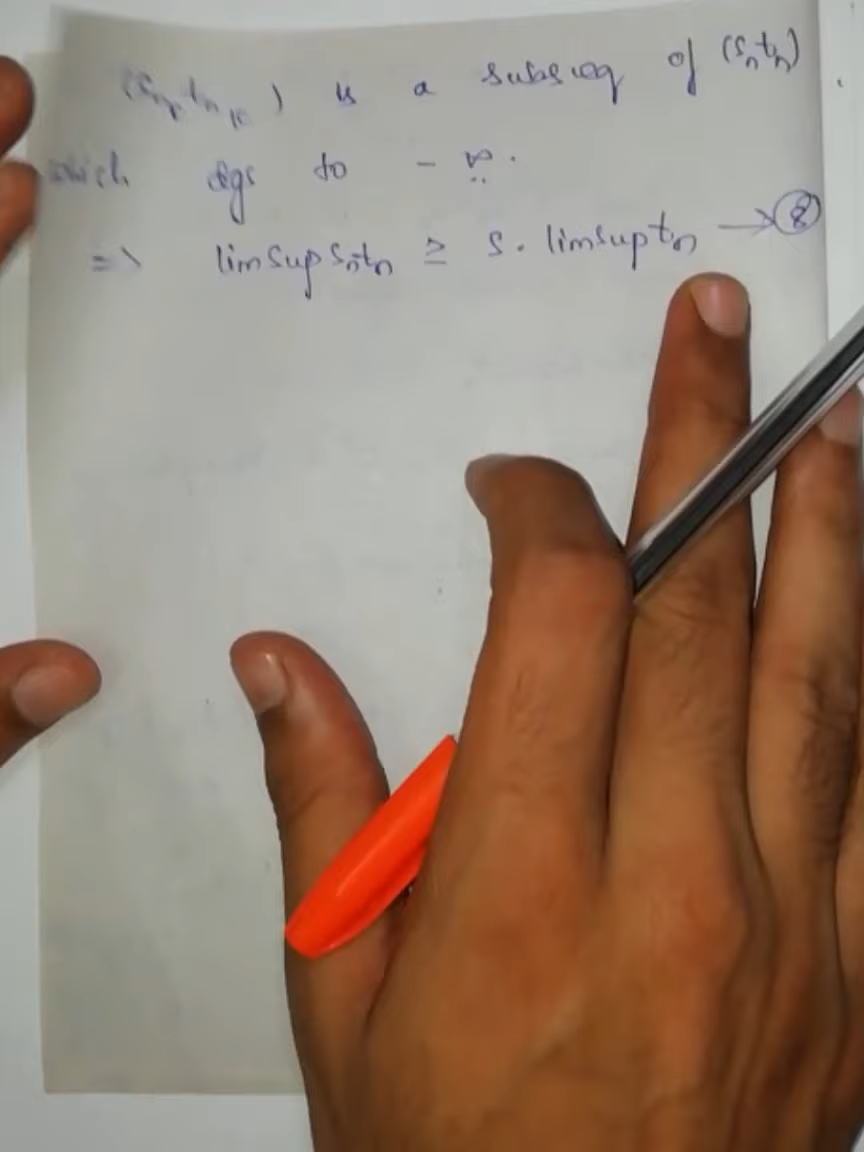 (s_{n_k} t_{n_k}) is a subseq of (s_n t_n)
which dgs to - ∞.
=> lim sup s_n t_n ≥ s. lim sup t_n → ⑧